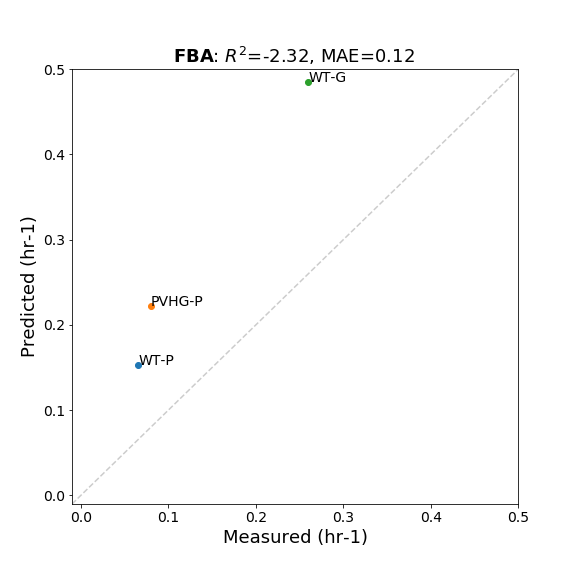 FBA: R²=-2.32, MAE=0.12
0.5
WT-G
0.4
0.3
PVHG-P
0.2
WT-P
0.1
0.0
Predicted (hr-1)
0.0 0.1 0.2 0.3 0.4 0.5
Measured (hr-1)